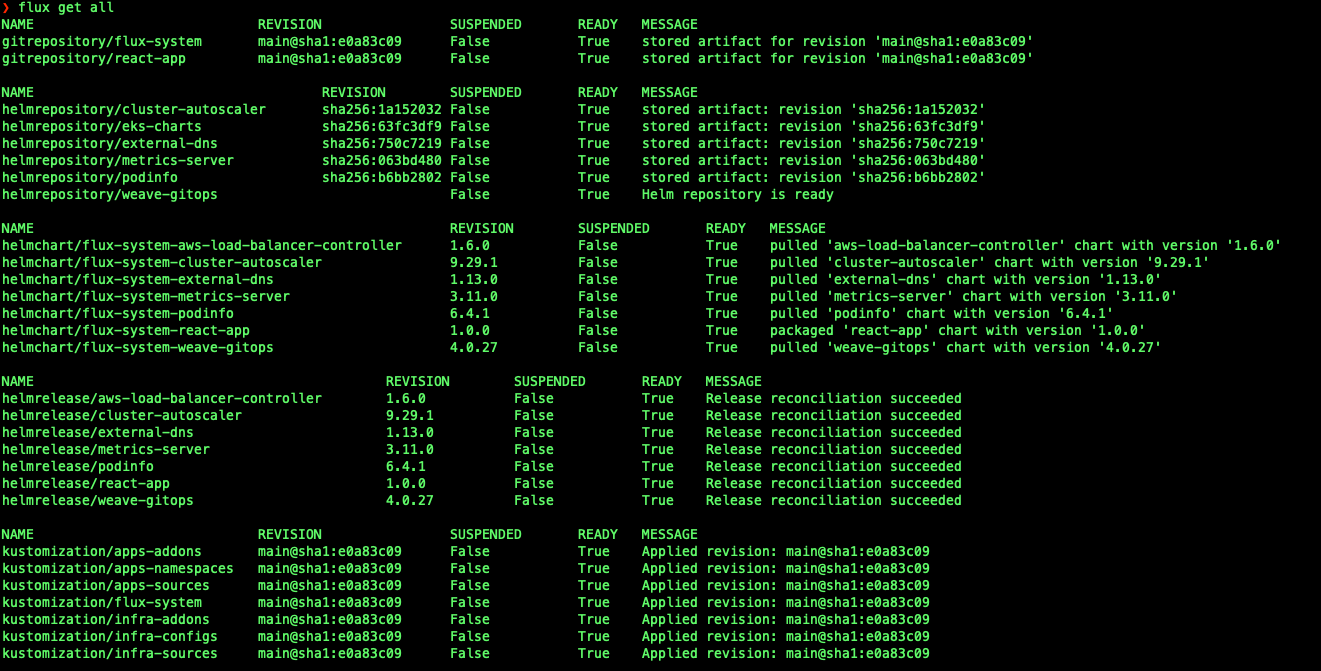 ❯ flux get all
NAME REVISION SUSPENDED READY MESSAGE
gitrepository/flux-system main@sha1:e0a83c09 False True stored artifact for revision 'main@sha1:e0a83c09'
gitrepository/react-app main@sha1:e0a83c09 False True stored artifact for revision 'main@sha1:e0a83c09'
NAME REVISION SUSPENDED READY MESSAGE
helmrepository/cluster-autoscaler sha256:1a152032 False True stored artifact: revision 'sha256:1a152032'
helmrepository/eks-charts sha256:63fc3df9 False True stored artifact: revision 'sha256:63fc3df9'
helmrepository/external-dns sha256:750c7219 False True stored artifact: revision 'sha256:750c7219'
helmrepository/metrics-server sha256:063bd480 False True stored artifact: revision 'sha256:063bd480'
helmrepository/podinfo sha256:b6bb2802 False True stored artifact: revision 'sha256:b6bb2802'
helmrepository/weave-gitops False True Helm repository is ready
NAME REVISION SUSPENDED READY MESSAGE
helmchart/flux-system-aws-load-balancer-controller 1.6.0 False True pulled 'aws-load-balancer-controller' chart with version '1.6.0'
helmchart/flux-system-cluster-autoscaler 9.29.1 False True pulled 'cluster-autoscaler' chart with version '9.29.1'
helmchart/flux-system-external-dns 1.13.0 False True pulled 'external-dns' chart with version '1.13.0'
helmchart/flux-system-metrics-server 3.11.0 False True pulled 'metrics-server' chart with version '3.11.0'
helmchart/flux-system-podinfo 6.4.1 False True pulled 'podinfo' chart with version '6.4.1'
helmchart/flux-system-react-app 1.0.0 False True packaged 'react-app' chart with version '1.0.0'
helmchart/flux-system-weave-gitops 4.0.27 False True pulled 'weave-gitops' chart with version '4.0.27'
NAME REVISION SUSPENDED READY MESSAGE
helmrelease/aws-load-balancer-controller 1.6.0 False True Release reconciliation succeeded
helmrelease/cluster-autoscaler 9.29.1 False True Release reconciliation succeeded
helmrelease/external-dns 1.13.0 False True Release reconciliation succeeded
helmrelease/metrics-server 3.11.0 False True Release reconciliation succeeded
helmrelease/podinfo 6.4.1 False True Release reconciliation succeeded
helmrelease/react-app 1.0.0 False True Release reconciliation succeeded
helmrelease/weave-gitops 4.0.27 False True Release reconciliation succeeded
NAME REVISION SUSPENDED READY MESSAGE
kustomization/apps-addons main@sha1:e0a83c09 False True Applied revision: main@sha1:e0a83c09
kustomization/apps-namespaces main@sha1:e0a83c09 False True Applied revision: main@sha1:e0a83c09
kustomization/apps-sources main@sha1:e0a83c09 False True Applied revision: main@sha1:e0a83c09
kustomization/flux-system main@sha1:e0a83c09 False True Applied revision: main@sha1:e0a83c09
kustomization/infra-addons main@sha1:e0a83c09 False True Applied revision: main@sha1:e0a83c09
kustomization/infra-configs main@sha1:e0a83c09 False True Applied revision: main@sha1:e0a83c09
kustomization/infra-sources main@sha1:e0a83c09 False True Applied revision: main@sha1:e0a83c09